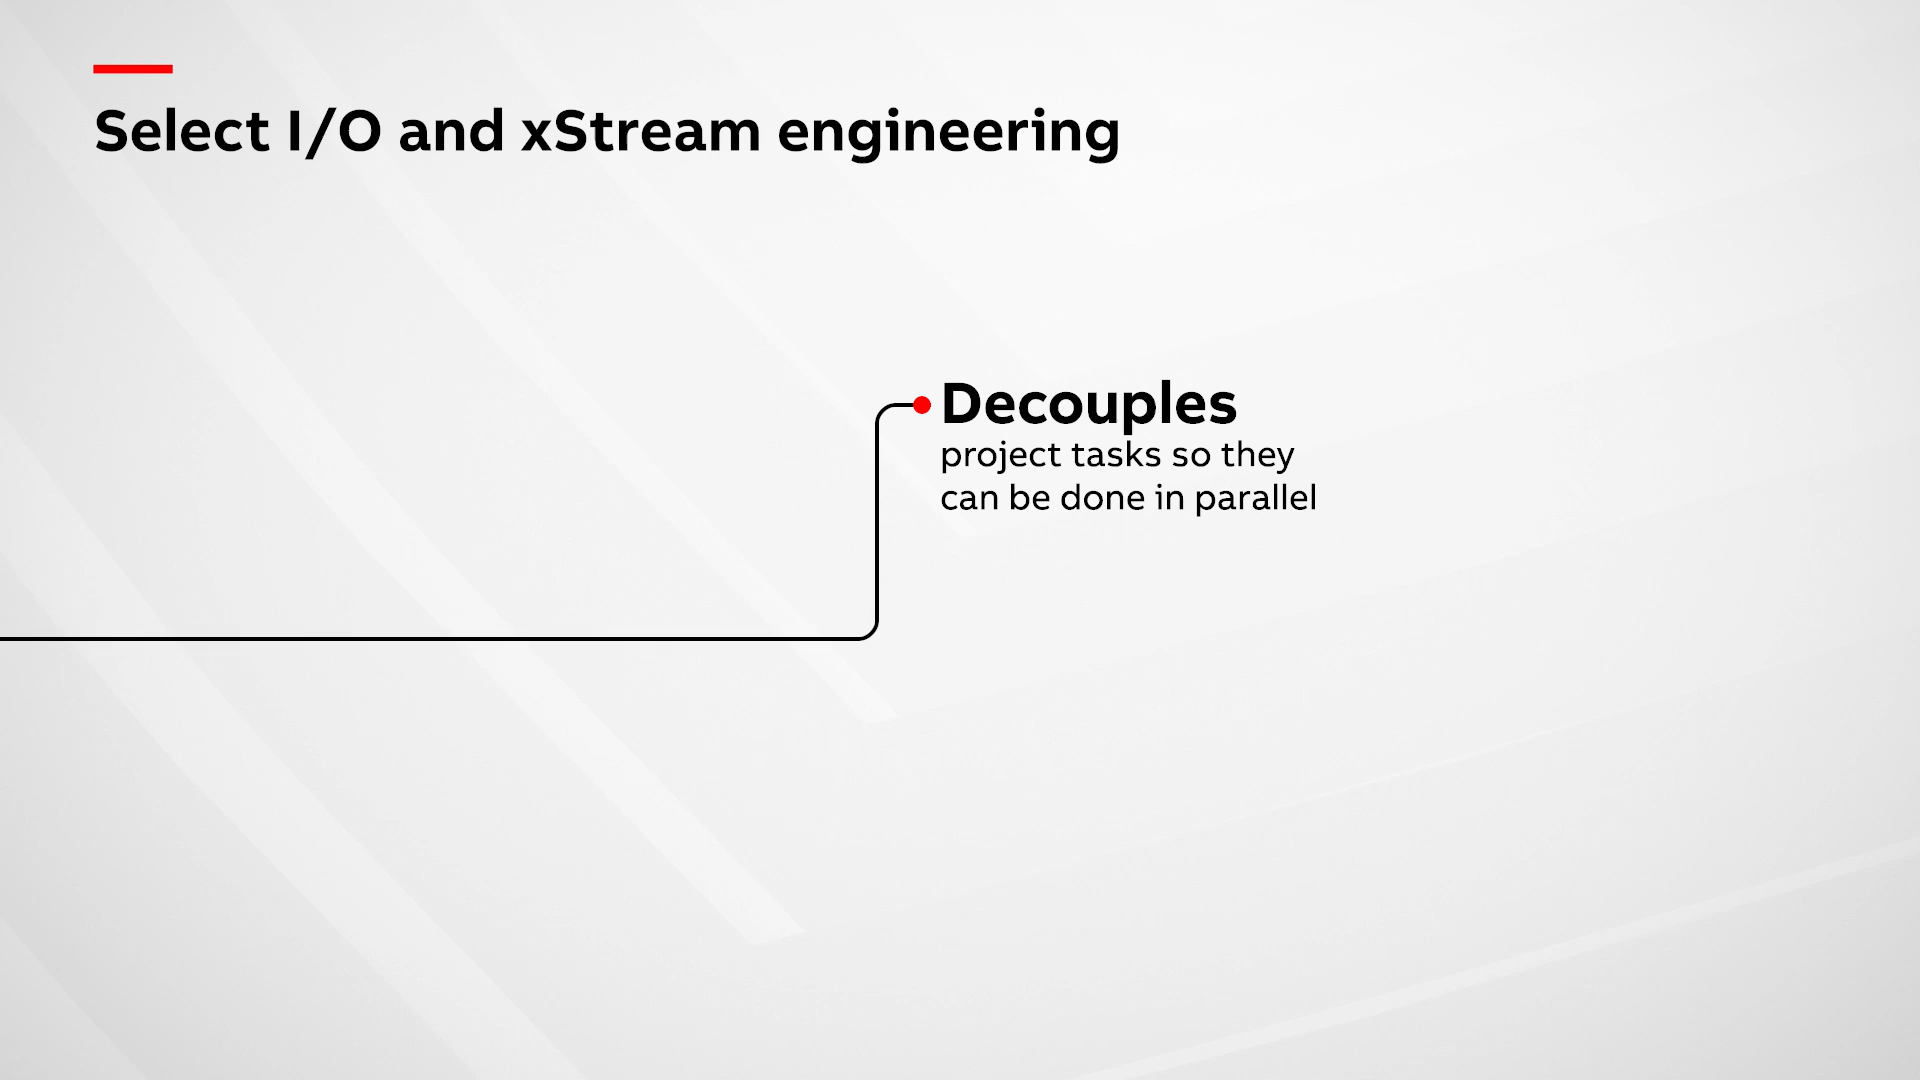 Select I/O and xStream engineering
Decouples
project tasks so they
can be done in parallel